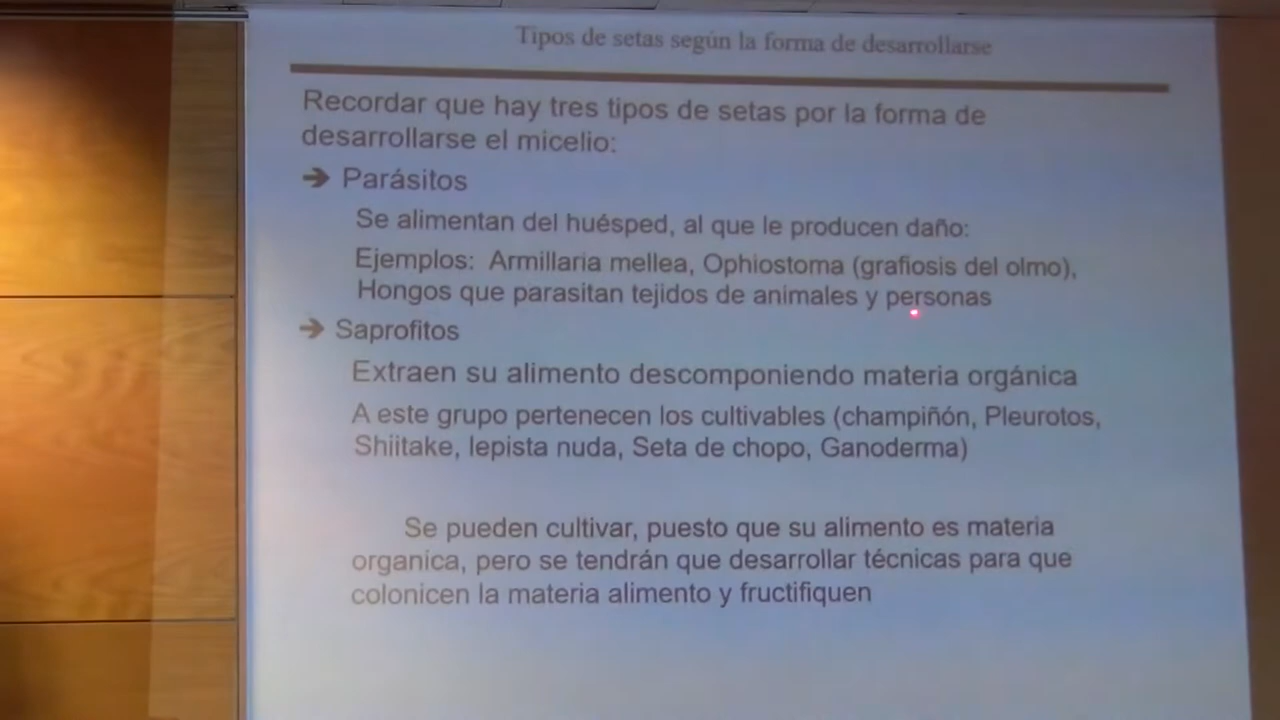 Tipos de setas según la forma de desarrollarse
Recordar que hay tres tipos de setas por la forma de
desarrollarse el micelio:
➔ Parásitos
Se alimentan del huésped, al que le producen daño:
Ejemplos: Armillaria mellea, Ophiostoma (grafiosis del olmo),
Hongos que parasitan tejidos de animales y personas
➔ Saprofitos
Extraen su alimento descomponiendo materia orgánica
A este grupo pertenecen los cultivables (champiñón, Pleurotos,
Shiitake, lepista nuda, Seta de chopo, Ganoderma)
Se pueden cultivar, puesto que su alimento es materia
organica, pero se tendrán que desarrollar técnicas para que
colonicen la materia alimento y fructifiquen